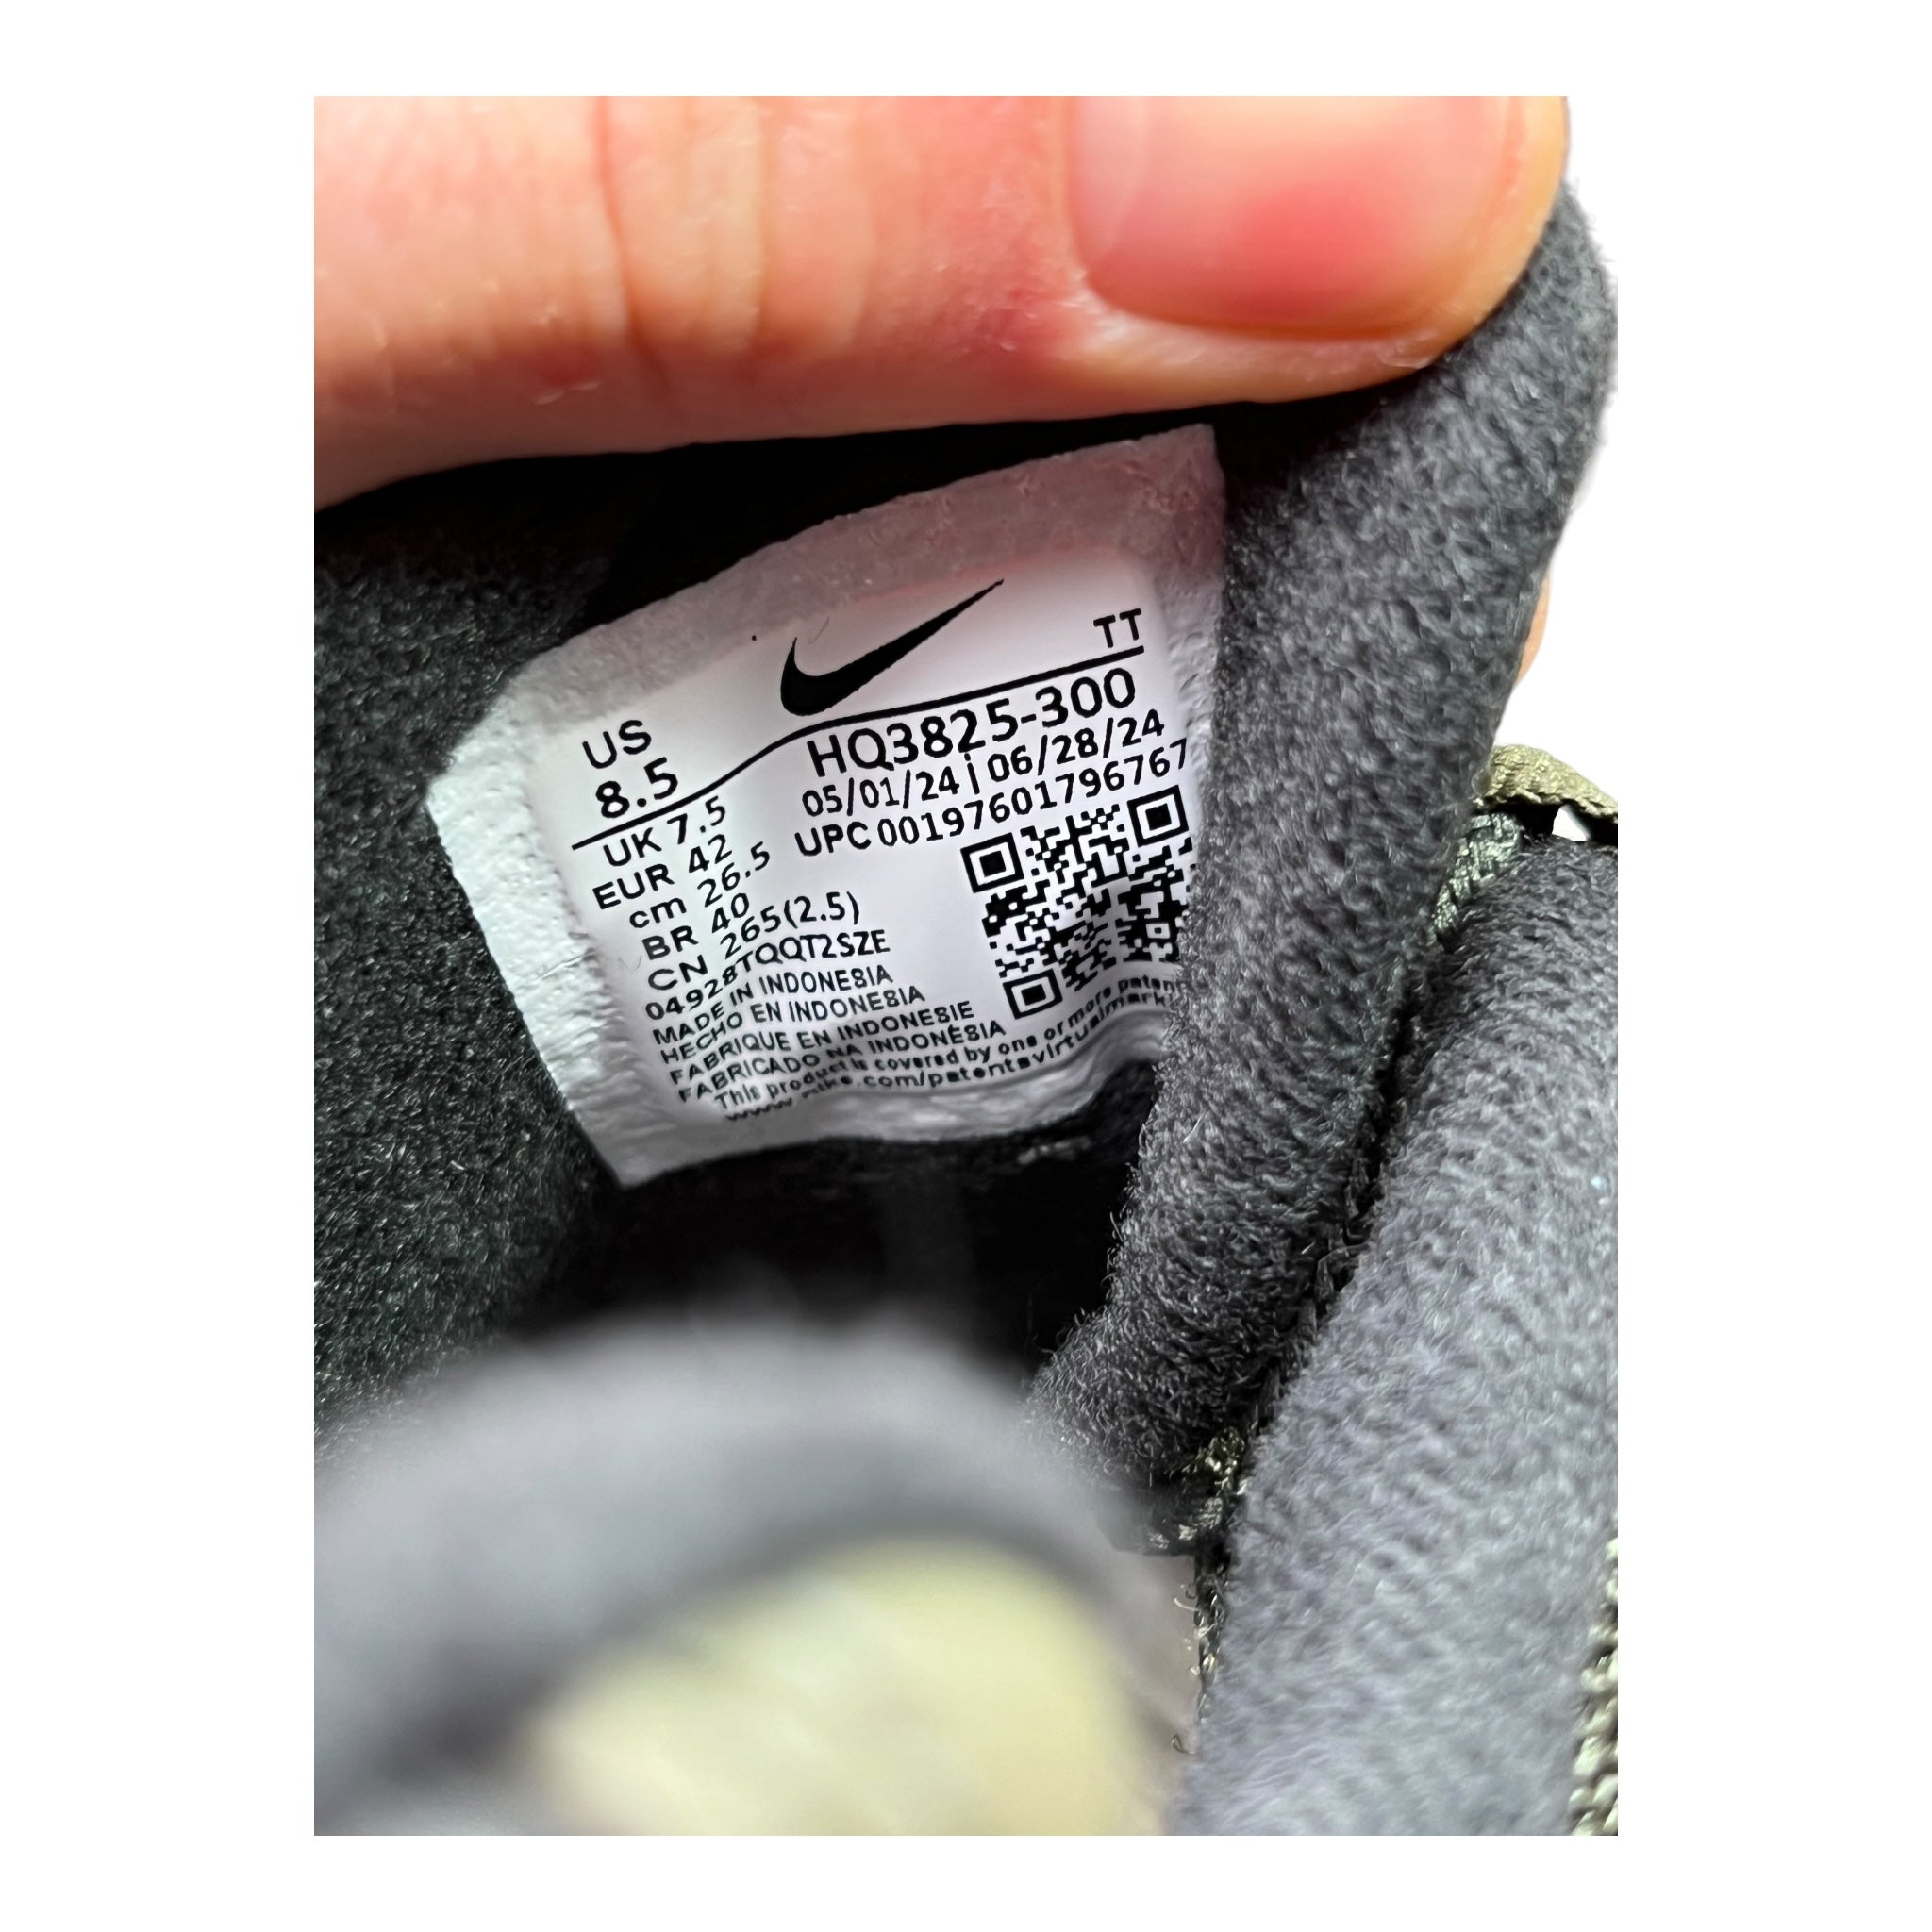 TT
US
8.5
HQ3825-300
05/01/24 | 06/28/24
UPC 00197601796767
UK 7.5
EUR 42
cm 26.5
BR 40
CN 265(2.5)
04928TQQT2SZE
MADE IN INDONESIA
HECHO EN INDONESIA
FABRIQUE EN INDONESIE
FABRICADO NA INDONÉSIA
This product is covered by one or more paten
www.nike.com/patentsvirtualmark